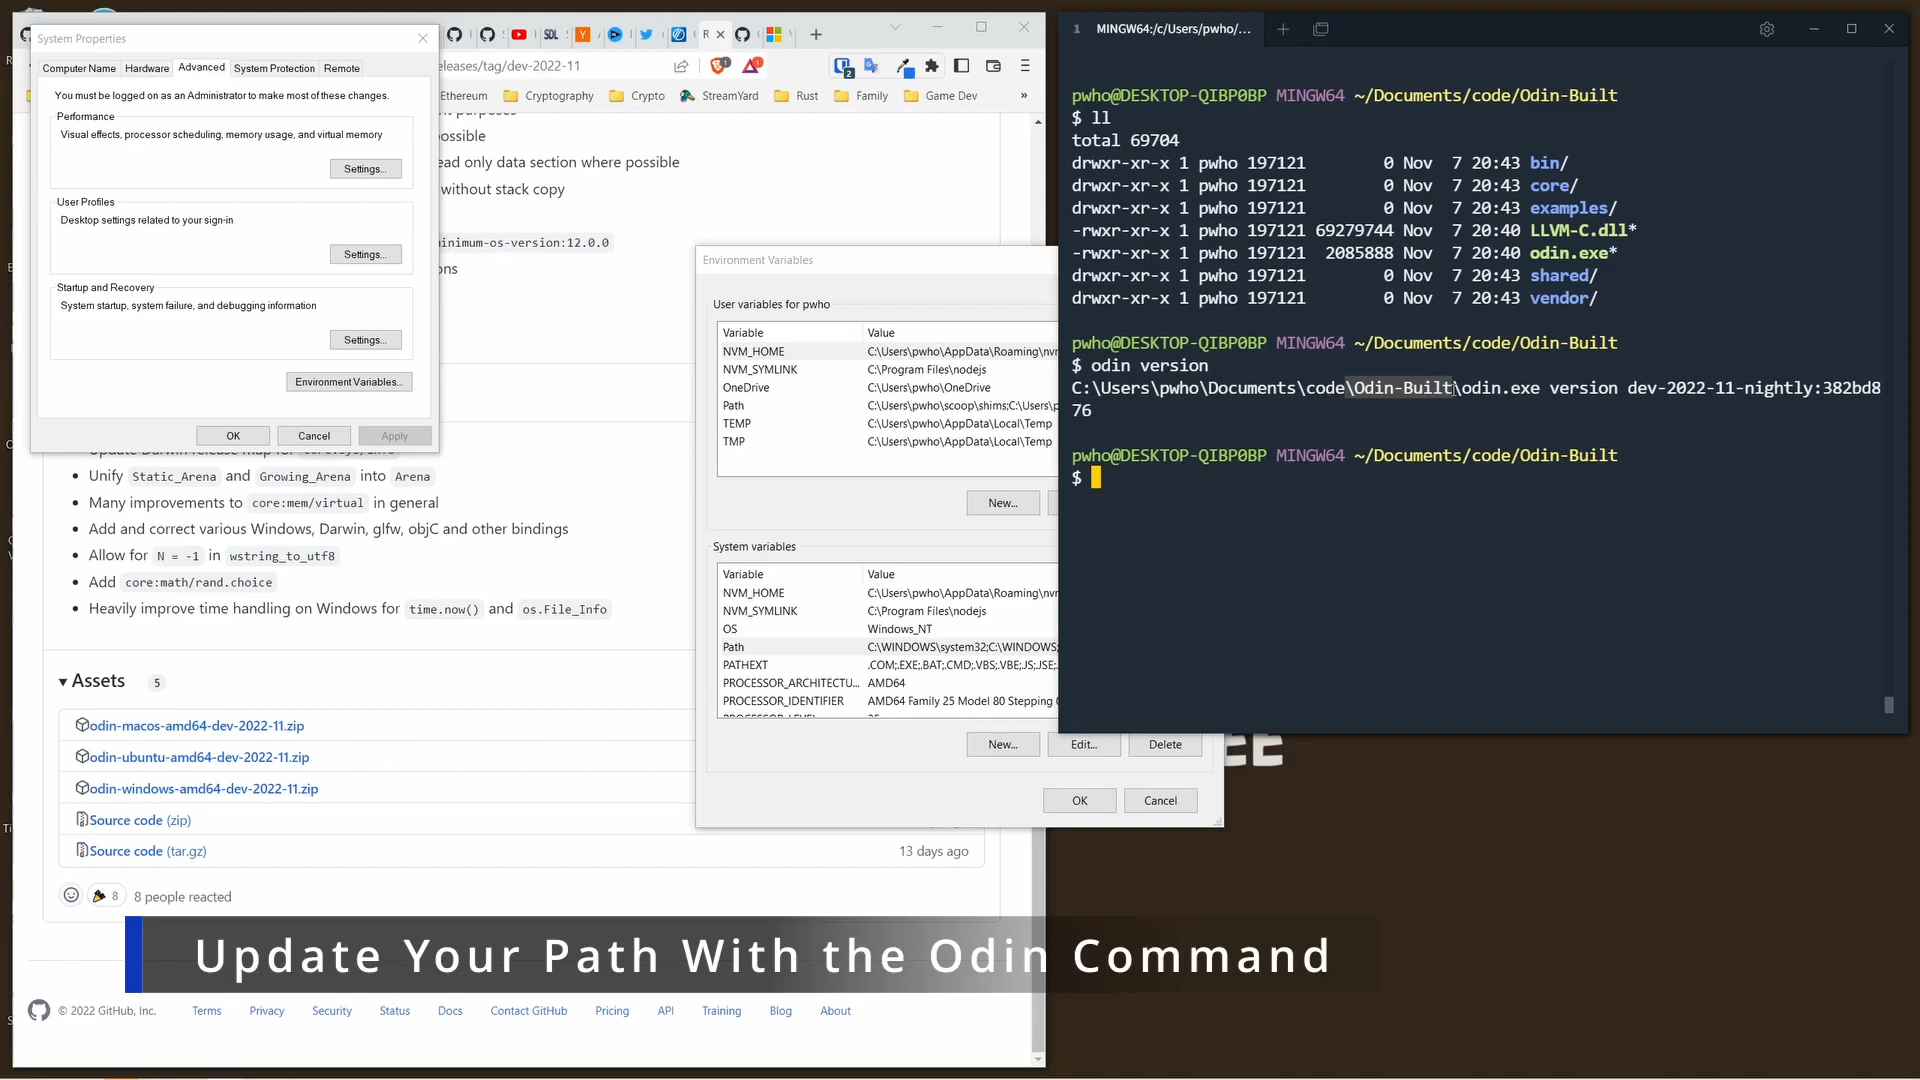 System Properties
Computer Name Hardware Advanced System Protection Remote
You must be logged on as an Administrator to make most of these changes.
Performance
Visual effects, processor scheduling, memory usage, and virtual memory
Settings...
User Profiles
Desktop settings related to your sign-in
Settings...
Startup and Recovery
System startup, system failure, and debugging information
Settings...
Environment Variables...
OK Cancel Apply
SDL
eleases/tag/dev-2022-11
Ethereum Cryptography Crypto StreamYard Rust Family Game Dev »
ossible
ead only data section where possible
without stack copy
inimum-os-version:12.0.0
ons
Unify Static_Arena and Growing_Arena into Arena
Many improvements to core:mem/virtual in general
Add and correct various Windows, Darwin, glfw, objC and other bindings
Allow for N = -1 in wstring_to_utf8
Add core:math/rand.choice
Heavily improve time handling on Windows for time.now() and os.File_Info
Assets 5
odin-macos-amd64-dev-2022-11.zip
odin-ubuntu-amd64-dev-2022-11.zip
odin-windows-amd64-dev-2022-11.zip
Source code (zip)
Source code (tar.gz) 13 days ago
8 8 people reacted
Environment Variables
User variables for pwho
Variable Value
NVM_HOME C:\Users\pwho\AppData\Roaming\nvr
NVM_SYMLINK C:\Program Files\nodejs
OneDrive C:\Users\pwho\OneDrive
Path C:\Users\pwho\scoop\shims;C:\Users\p
TEMP C:\Users\pwho\AppData\Local\Temp
TMP C:\Users\pwho\AppData\Local\Temp
New...
System variables
Variable Value
NVM_HOME C:\Users\pwho\AppData\Roaming\nvr
NVM_SYMLINK C:\Program Files\nodejs
OS Windows_NT
Path C:\WINDOWS\system32;C:\WINDOWS;
PATHEXT .COM;.EXE;.BAT;.CMD;.VBS;.VBE;.JS;.JSE;.
PROCESSOR_ARCHITECTU... AMD64
PROCESSOR_IDENTIFIER AMD64 Family 25 Model 80 Stepping
New... Edit... Delete
OK Cancel
1 MINGW64:/c/Users/pwho/...
pwho@DESKTOP-QIBP0BP MINGW64 ~/Documents/code/Odin-Built
$ ll
total 69704
drwxr-xr-x 1 pwho 197121 0 Nov 7 20:43 bin/
drwxr-xr-x 1 pwho 197121 0 Nov 7 20:43 core/
drwxr-xr-x 1 pwho 197121 0 Nov 7 20:43 examples/
-rwxr-xr-x 1 pwho 197121 69279744 Nov 7 20:40 LLVM-C.dll*
-rwxr-xr-x 1 pwho 197121 2085888 Nov 7 20:40 odin.exe*
drwxr-xr-x 1 pwho 197121 0 Nov 7 20:43 shared/
drwxr-xr-x 1 pwho 197121 0 Nov 7 20:43 vendor/
pwho@DESKTOP-QIBP0BP MINGW64 ~/Documents/code/Odin-Built
$ odin version
C:\Users\pwho\Documents\code\Odin-Built\odin.exe version dev-2022-11-nightly:382bd8
76
pwho@DESKTOP-QIBP0BP MINGW64 ~/Documents/code/Odin-Built
$
EE
Update Your Path With the Odin Command
© 2022 GitHub, Inc. Terms Privacy Security Status Docs Contact GitHub Pricing API Training Blog About